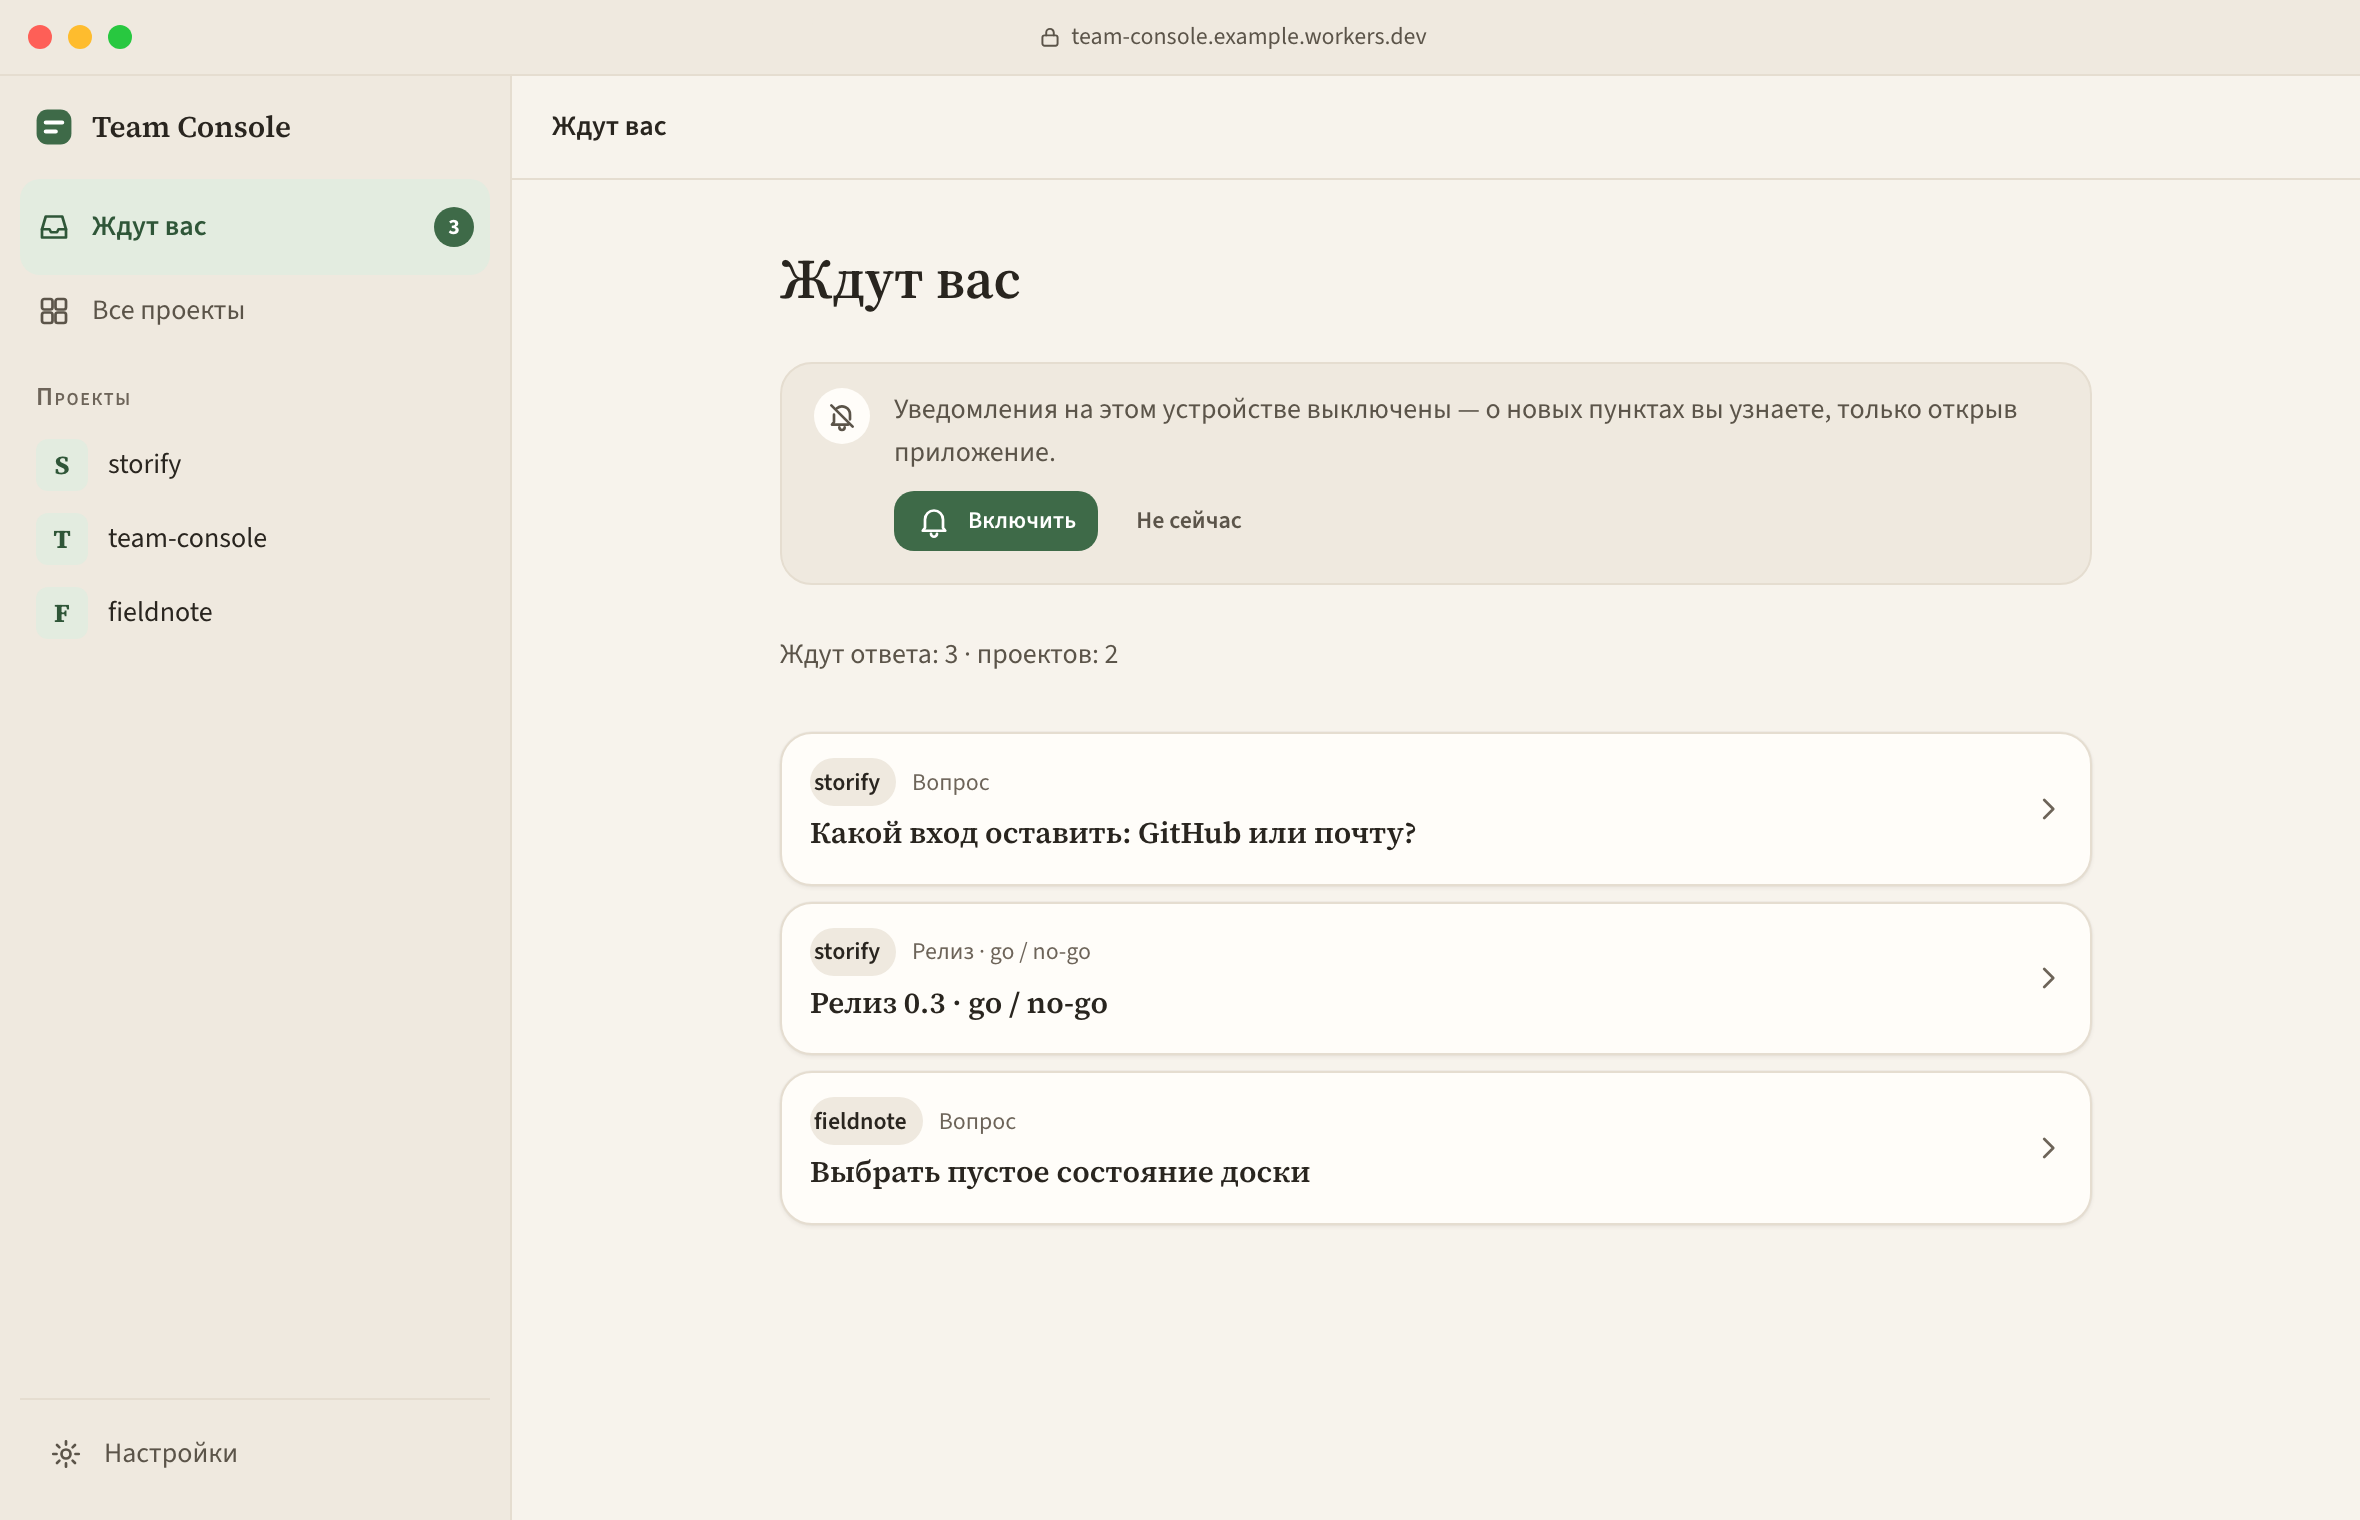 team-console.example.workers.dev
Team Console
Ждут вас
3
Все проекты
Проекты
S
storify
T
team-console
F
fieldnote
Настройки
Ждут вас
Ждут вас
Уведомления на этом устройстве выключены — о новых пунктах вы узнаете, только открыв
приложение.
Включить
Не сейчас
Ждут ответа: 3 · проектов: 2
storify
Вопрос
Какой вход оставить: GitHub или почту?
storify
Релиз · go / no-go
Релиз 0.3 · go / no-go
fieldnote
Вопрос
Выбрать пустое состояние доски